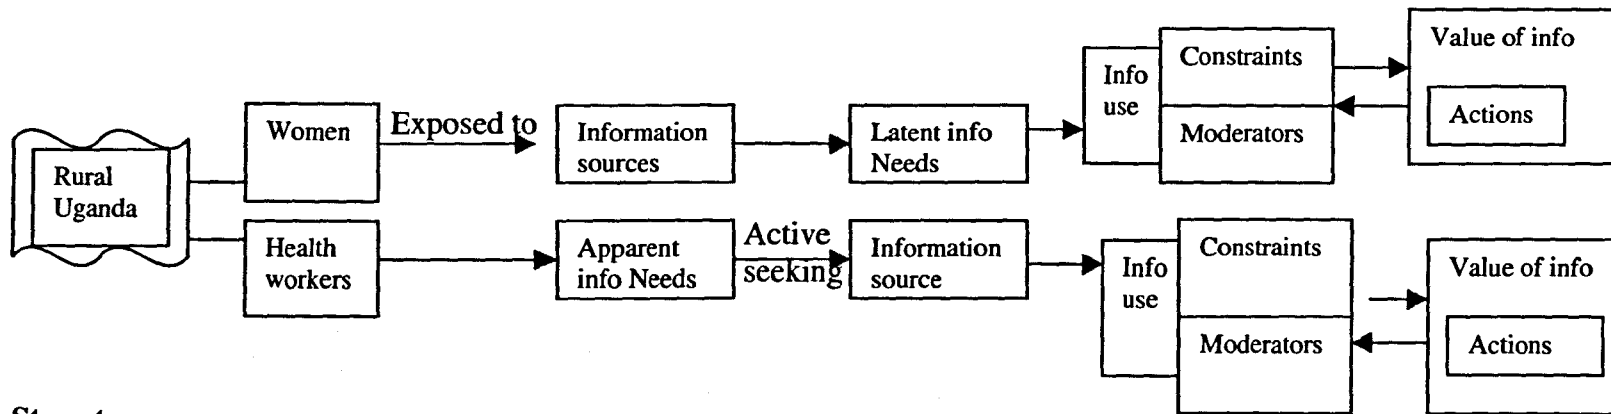 Rural
Uganda
Women
Exposed to
Information
sources
Latent info
Needs
Info
use
Constraints
Moderators
Value of info
Actions
Health
workers
Apparent
info Needs
Active
seeking
Information
source
Info
use
Constraints
Moderators
Value of info
Actions